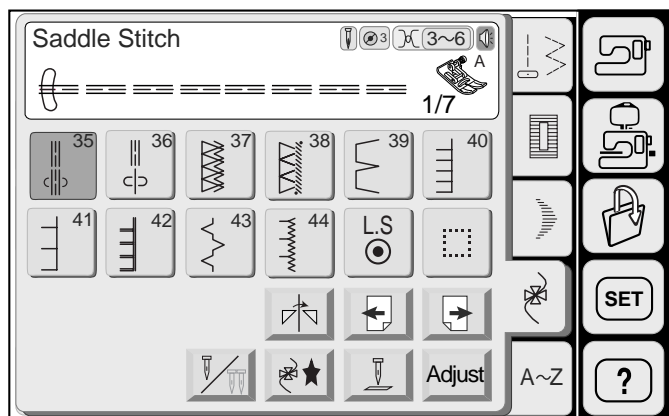 Saddle Stitch 3 3~6
A
1/7
35 36 37 38 39 40
41 42 43 44 L.S
SET
Adjust A~Z ?